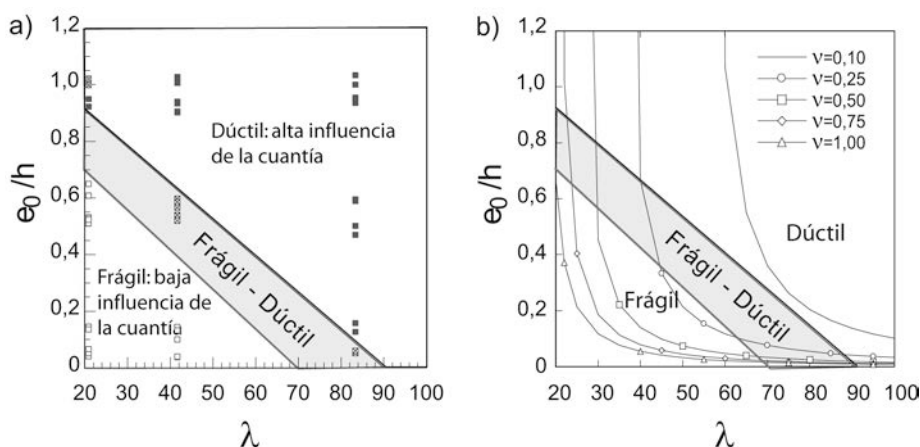 a)
1,2
1,0
0,8
0,6
0,4
0,2
0
e0/h
Dúctil: alta influencia
de la cuantía
Frágil - Dúctil
Frágil: baja
influencia de
la cuantía
20 30 40 50 60 70 80 90 100
λ
b)
1,2
1,0
0,8
0,6
0,4
0,2
0
e0/h
ν=0,10
ν=0,25
ν=0,50
ν=0,75
ν=1,00
Dúctil
Frágil - Dúctil
Frágil
20 30 40 50 60 70 80 90 100
λ